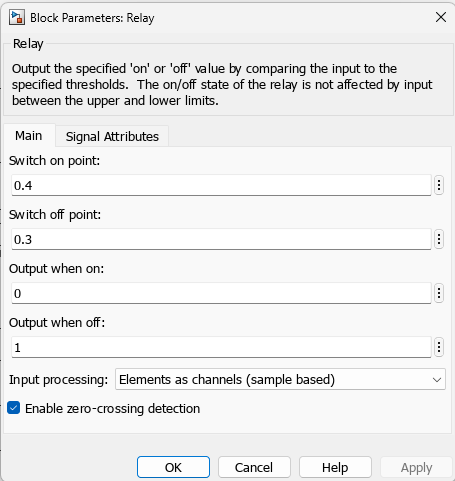 Block Parameters: Relay
Relay
Output the specified 'on' or 'off' value by comparing the input to the
specified thresholds.  The on/off state of the relay is not affected by input
between the upper and lower limits.
Main
Signal Attributes
Switch on point:
0.4
Switch off point:
0.3
Output when on:
0
Output when off:
1
Input processing: Elements as channels (sample based)
Enable zero-crossing detection
OK
Cancel
Help
Apply